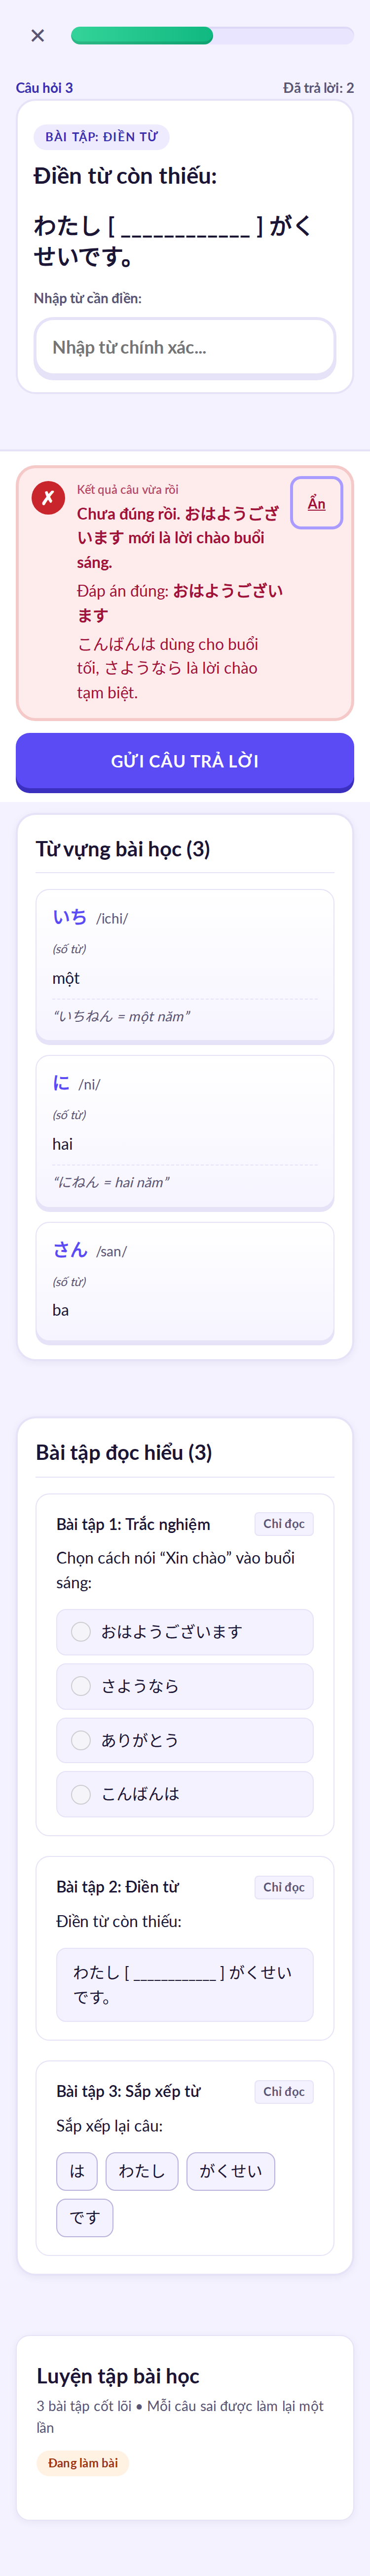 ✕
Câu hỏi 3
Đã trả lời: 2
BÀI TẬP: ĐIỀN TỪ
Điền từ còn thiếu:
わたし [ ____________ ] がく
せいです。
Nhập từ cần điền:
Nhập từ chính xác...
✗
Kết quả câu vừa rồi
Ẩn
Chưa đúng rồi. おはようござ
います mới là lời chào buổi
sáng.
Đáp án đúng: おはようござい
ます
こんばんは dùng cho buổi
tối, さようなら là lời chào
tạm biệt.
GỬI CÂU TRẢ LỜI
Từ vựng bài học (3)
いち /ichi/
(số từ)
một
“いちねん = một năm”
に /ni/
(số từ)
hai
“にねん = hai năm”
さん /san/
(số từ)
ba
Bài tập đọc hiểu (3)
Bài tập 1: Trắc nghiệm
Chỉ đọc
Chọn cách nói “Xin chào” vào buổi
sáng:
おはようございます
さようなら
ありがとう
こんばんは
Bài tập 2: Điền từ
Chỉ đọc
Điền từ còn thiếu:
わたし [ ____________ ] がくせい
です。
Bài tập 3: Sắp xếp từ
Chỉ đọc
Sắp xếp lại câu:
は わたし がくせい
です
Luyện tập bài học
3 bài tập cốt lõi • Mỗi câu sai được làm lại một
lần
Đang làm bài